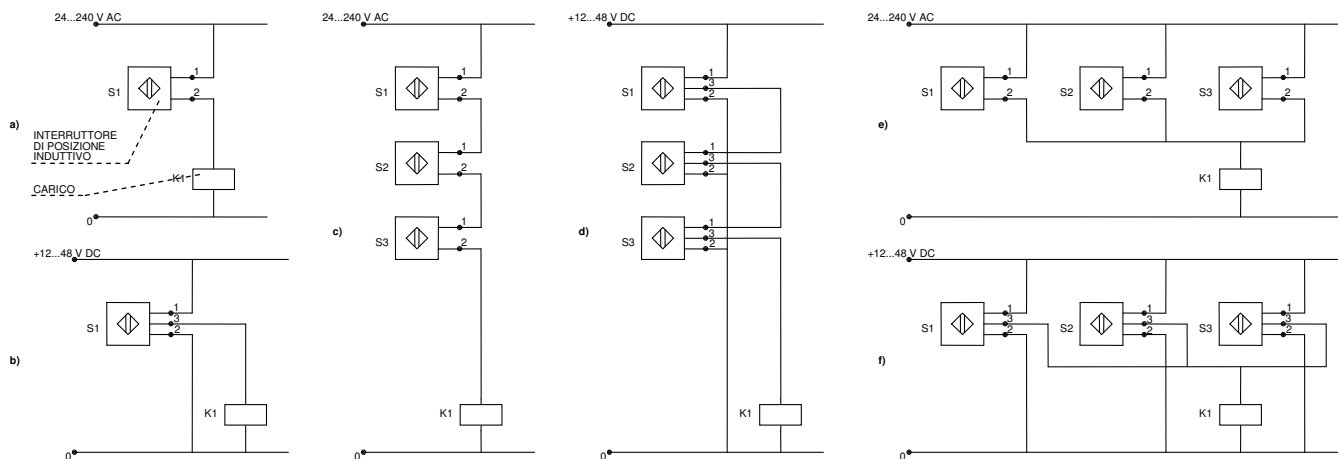 24...240 V AC
1
S1
2
a)
INTERRUTTORE
DI POSIZIONE
INDUTTIVO
CARICO
K1
0
+12...48 V DC
1
3
S1
2
b)
K1
0
24...240 V AC
1
S1
2
1
S2
2
c)
1
S3
2
K1
+12...48 V DC
1
3
S1
2
1
3
S2
2
d)
1
3
S3
2
K1
0
24...240 V AC
1
S1
2
1
S2
2
1
S3
2
e)
K1
0
+12...48 V DC
1
3
S1
2
1
3
S2
2
1
3
S3
2
f)
K1
0